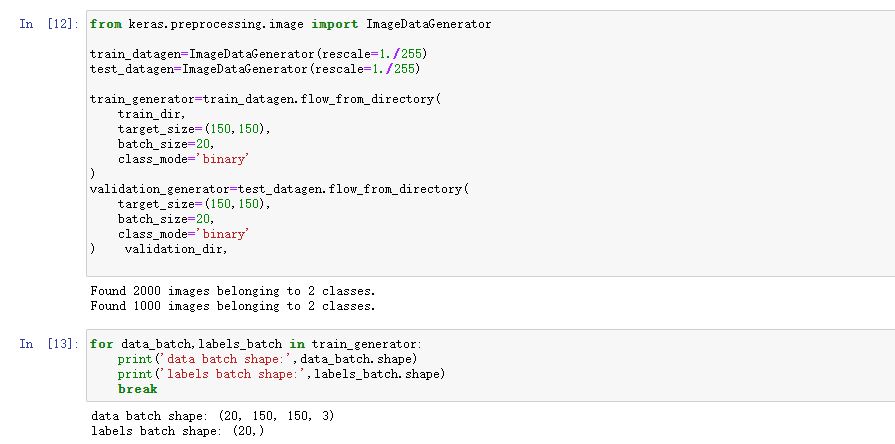 In [12]: from keras.preprocessing.image import ImageDataGenerator

train_datagen=ImageDataGenerator(rescale=1./255)
test_datagen=ImageDataGenerator(rescale=1./255)

train_generator=train_datagen.flow_from_directory(
    train_dir,
    target_size=(150,150),
    batch_size=20,
    class_mode='binary'
)
validation_generator=test_datagen.flow_from_directory(
    target_size=(150,150),
    batch_size=20,
    class_mode='binary'
)    validation_dir,

Found 2000 images belonging to 2 classes.
Found 1000 images belonging to 2 classes.

In [13]: for data_batch,labels_batch in train_generator:
    print('data batch shape:',data_batch.shape)
    print('labels batch shape:',labels_batch.shape)
    break

data batch shape: (20, 150, 150, 3)
labels batch shape: (20,)